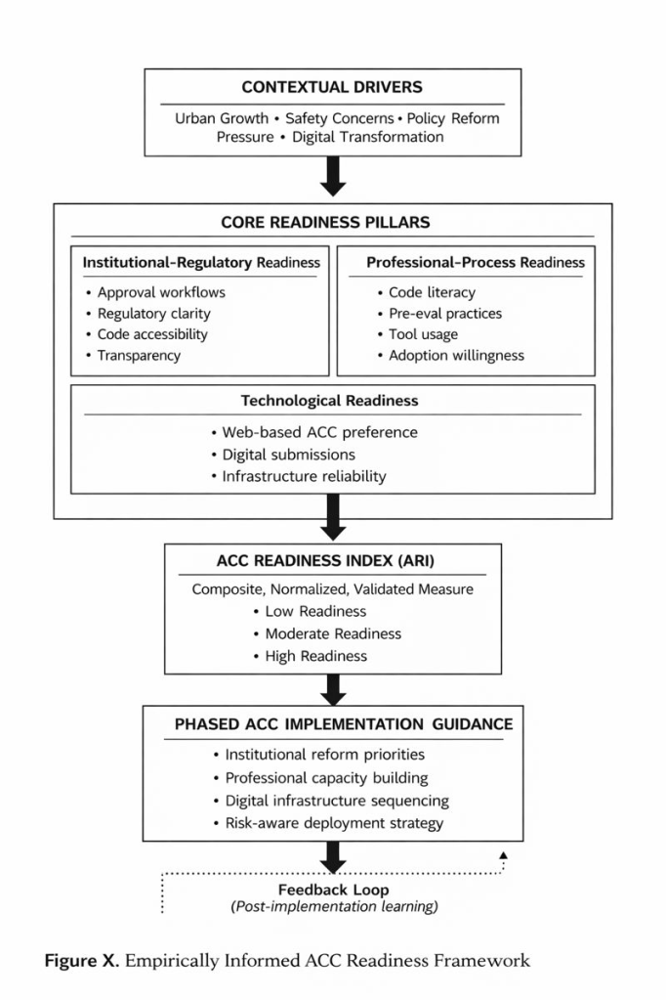 CONTEXTUAL DRIVERS
Urban Growth • Safety Concerns • Policy Reform
Pressure • Digital Transformation
CORE READINESS PILLARS
Institutional–Regulatory Readiness
• Approval workflows
• Regulatory clarity
• Code accessibility
• Transparency
Professional–Process Readiness
• Code literacy
• Pre-eval practices
• Tool usage
• Adoption willingness
Technological Readiness
• Web-based ACC preference
• Digital submissions
• Infrastructure reliability
ACC READINESS INDEX (ARI)
Composite, Normalized, Validated Measure
• Low Readiness
• Moderate Readiness
• High Readiness
PHASED ACC IMPLEMENTATION GUIDANCE
• Institutional reform priorities
• Professional capacity building
• Digital infrastructure sequencing
• Risk-aware deployment strategy
Feedback Loop
(Post-implementation learning)
Figure X. Empirically Informed ACC Readiness Framework